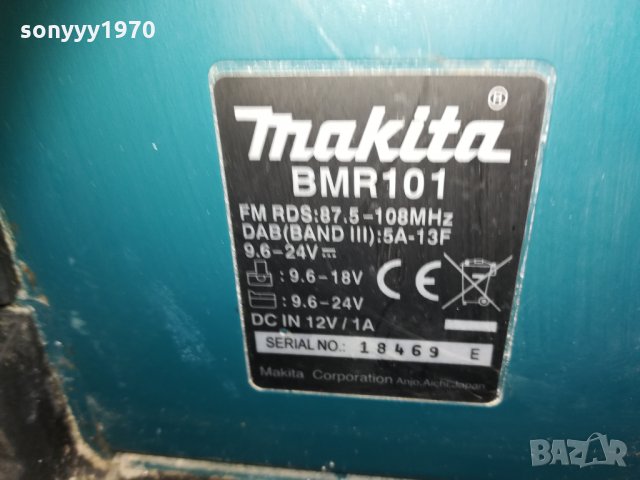 sonyyy1970
makita
BMR101
FM RDS:87.5-108MHz
DAB(BAND III):5A-13F
9.6-24V⎓
: 9.6-18V
: 9.6-24V
CE
DC IN 12V/1A
SERIAL NO.: 18469 E
Makita Corporation Anjo,Aichi,Japan
BAZAR